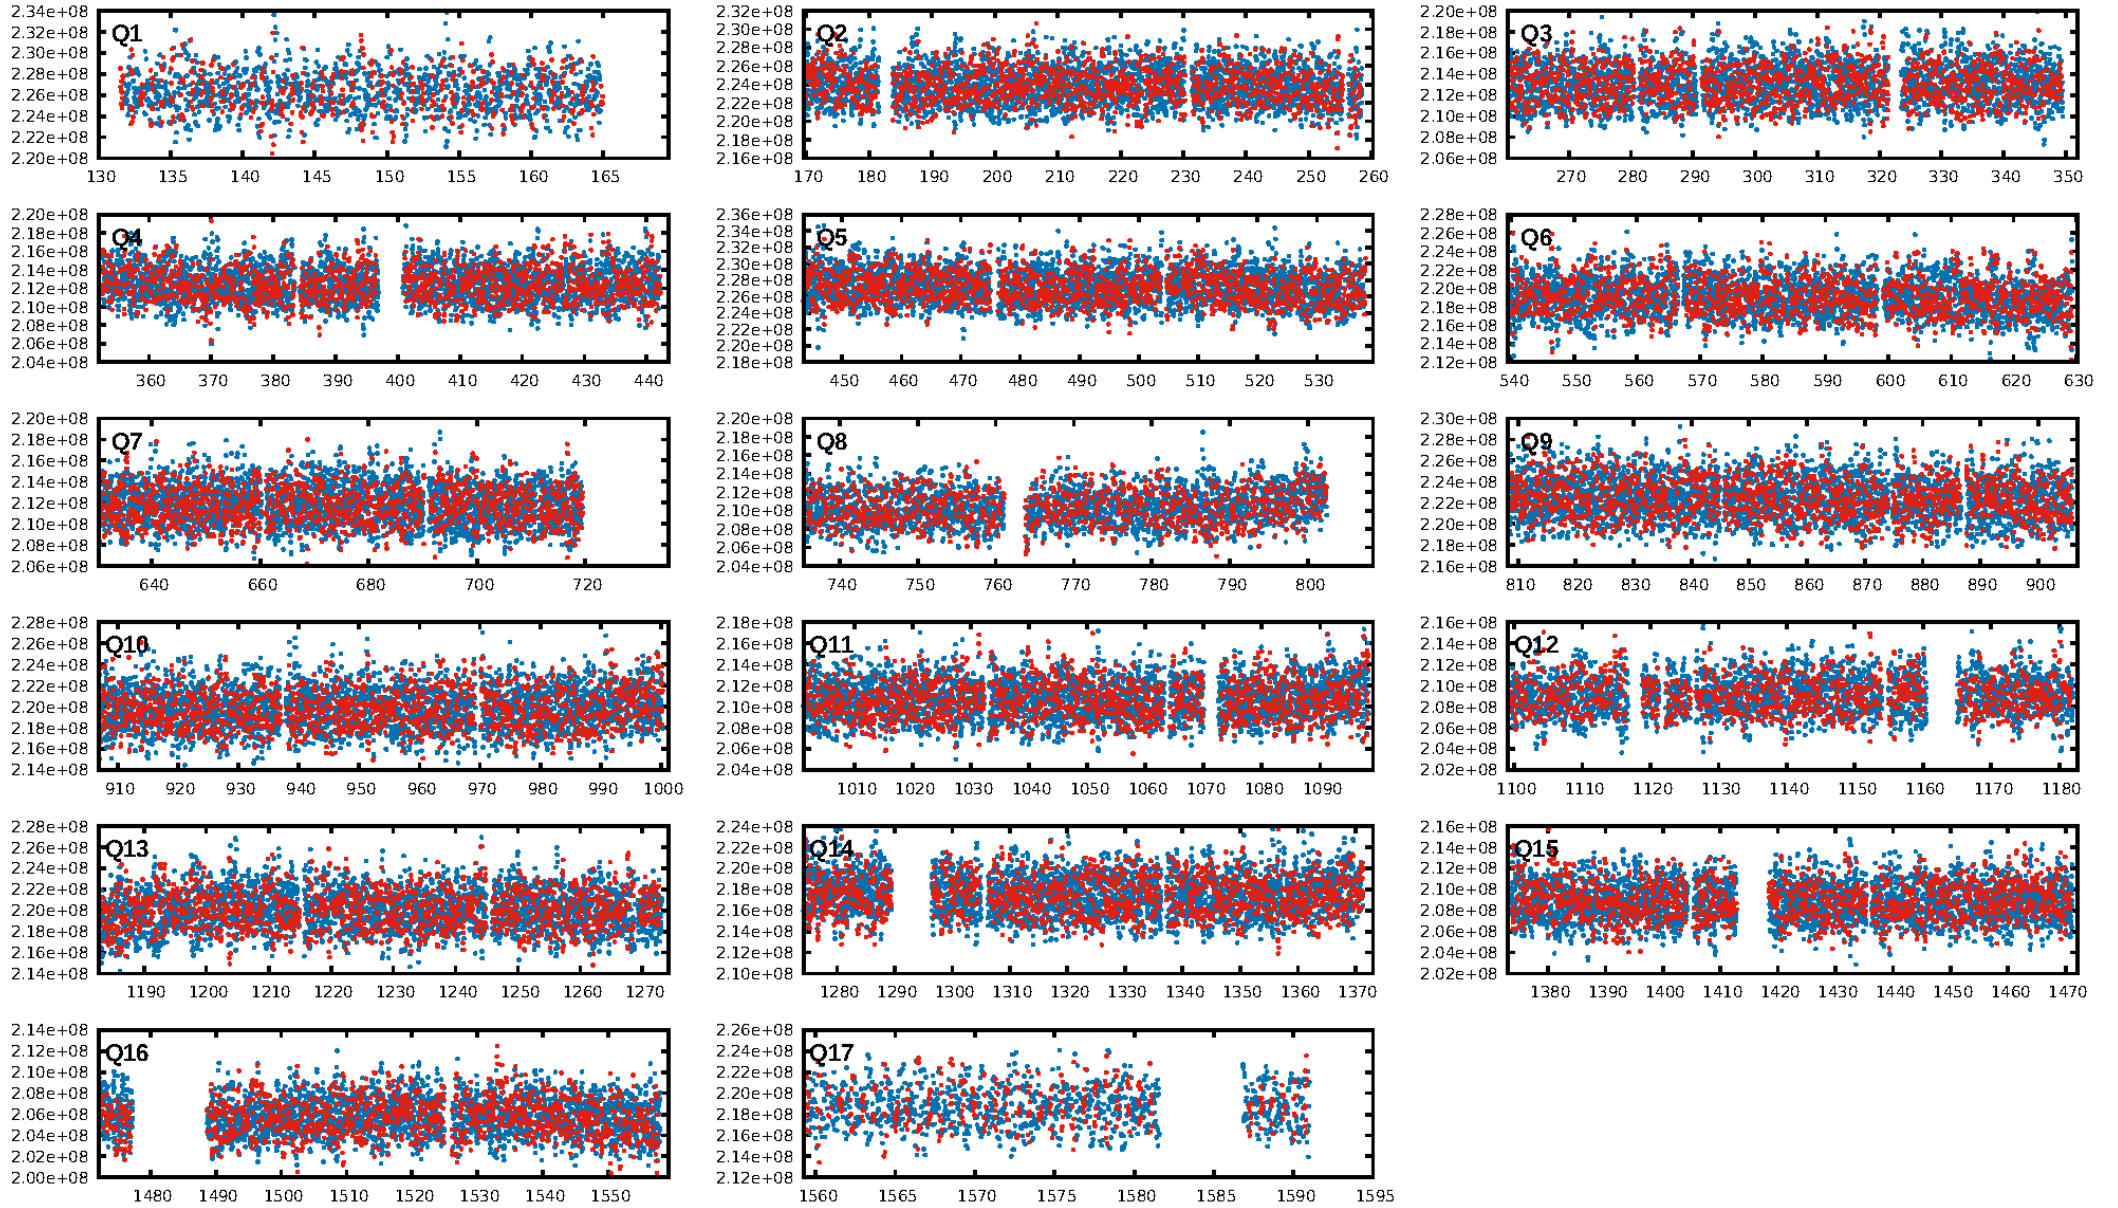 2.34e+08
2.32e+08
2.30e+08
2.28e+08
2.26e+08
2.24e+08
2.22e+08
2.20e+08
Q1
130 135 140 145 150 155 160 165
2.32e+08
2.30e+08
2.28e+08
2.26e+08
2.24e+08
2.22e+08
2.20e+08
2.18e+08
2.16e+08
Q2
170 180 190 200 210 220 230 240 250 260
2.20e+08
2.18e+08
2.16e+08
2.14e+08
2.12e+08
2.10e+08
2.08e+08
2.06e+08
Q3
270 280 290 300 310 320 330 340 350
2.20e+08
2.18e+08
2.16e+08
2.14e+08
2.12e+08
2.10e+08
2.08e+08
2.06e+08
2.04e+08
Q4
360 370 380 390 400 410 420 430 440
2.36e+08
2.34e+08
2.32e+08
2.30e+08
2.28e+08
2.26e+08
2.24e+08
2.22e+08
2.20e+08
2.18e+08
Q5
450 460 470 480 490 500 510 520 530
2.28e+08
2.26e+08
2.24e+08
2.22e+08
2.20e+08
2.18e+08
2.16e+08
2.14e+08
2.12e+08
Q6
540 550 560 570 580 590 600 610 620 630
2.20e+08
2.18e+08
2.16e+08
2.14e+08
2.12e+08
2.10e+08
2.08e+08
2.06e+08
Q7
640 660 680 700 720
2.20e+08
2.18e+08
2.16e+08
2.14e+08
2.12e+08
2.10e+08
2.08e+08
2.06e+08
2.04e+08
Q8
740 750 760 770 780 790 800
2.30e+08
2.28e+08
2.26e+08
2.24e+08
2.22e+08
2.20e+08
2.18e+08
2.16e+08
Q9
810 820 830 840 850 860 870 880 890 900
2.28e+08
2.26e+08
2.24e+08
2.22e+08
2.20e+08
2.18e+08
2.16e+08
2.14e+08
Q10
910 920 930 940 950 960 970 980 990 1000
2.18e+08
2.16e+08
2.14e+08
2.12e+08
2.10e+08
2.08e+08
2.06e+08
2.04e+08
Q11
1010 1020 1030 1040 1050 1060 1070 1080 1090
2.16e+08
2.14e+08
2.12e+08
2.10e+08
2.08e+08
2.06e+08
2.04e+08
2.02e+08
Q12
1100 1110 1120 1130 1140 1150 1160 1170 1180
2.28e+08
2.26e+08
2.24e+08
2.22e+08
2.20e+08
2.18e+08
2.16e+08
2.14e+08
Q13
1190 1200 1210 1220 1230 1240 1250 1260 1270
2.24e+08
2.22e+08
2.20e+08
2.18e+08
2.16e+08
2.14e+08
2.12e+08
2.10e+08
Q14
1280 1290 1300 1310 1320 1330 1340 1350 1360 1370
2.16e+08
2.14e+08
2.12e+08
2.10e+08
2.08e+08
2.06e+08
2.04e+08
2.02e+08
Q15
1380 1390 1400 1410 1420 1430 1440 1450 1460 1470
2.14e+08
2.12e+08
2.10e+08
2.08e+08
2.06e+08
2.04e+08
2.02e+08
2.00e+08
Q16
1480 1490 1500 1510 1520 1530 1540 1550
2.26e+08
2.24e+08
2.22e+08
2.20e+08
2.18e+08
2.16e+08
2.14e+08
2.12e+08
Q17
1560 1565 1570 1575 1580 1585 1590 1595